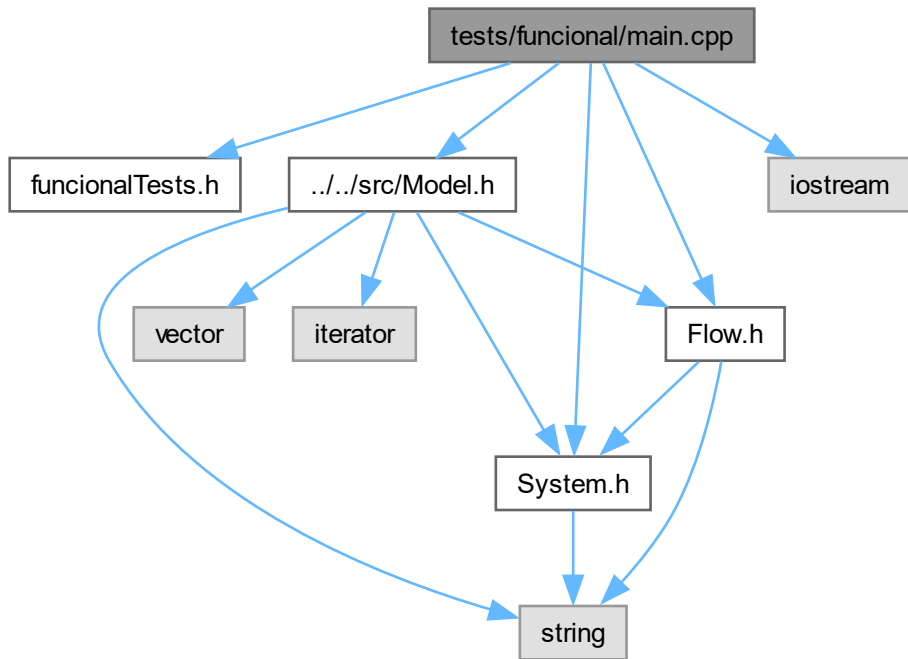 tests/funcional/main.cpp
funcionalTests.h
../../src/Model.h
iostream
vector
iterator
Flow.h
System.h
string